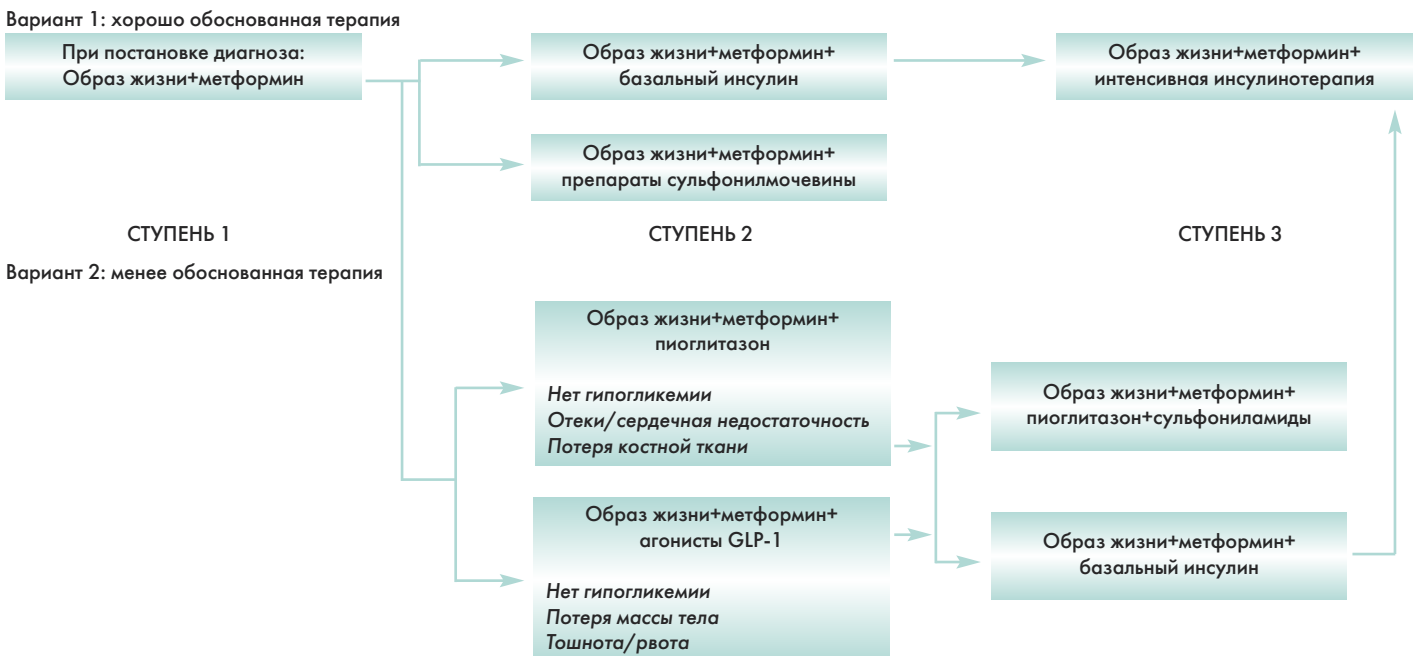 Вариант 1: хорошо обоснованная терапия
При постановке диагноза:
Образ жизни+метформин
Образ жизни+метформин+
базальный инсулин
Образ жизни+метформин+
интенсивная инсулинотерапия
Образ жизни+метформин+
препараты сульфонилмочевины
СТУПЕНЬ 1
СТУПЕНЬ 2
СТУПЕНЬ 3
Вариант 2: менее обоснованная терапия
Образ жизни+метформин+
пиоглитазон
Нет гипогликемии
Отеки/сердечная недостаточность
Потеря костной ткани
Образ жизни+метформин+
пиоглитазон+сульфониламиды
Образ жизни+метформин+
агонисты GLP-1
Нет гипогликемии
Потеря массы тела
Тошнота/рвота
Образ жизни+метформин+
базальный инсулин